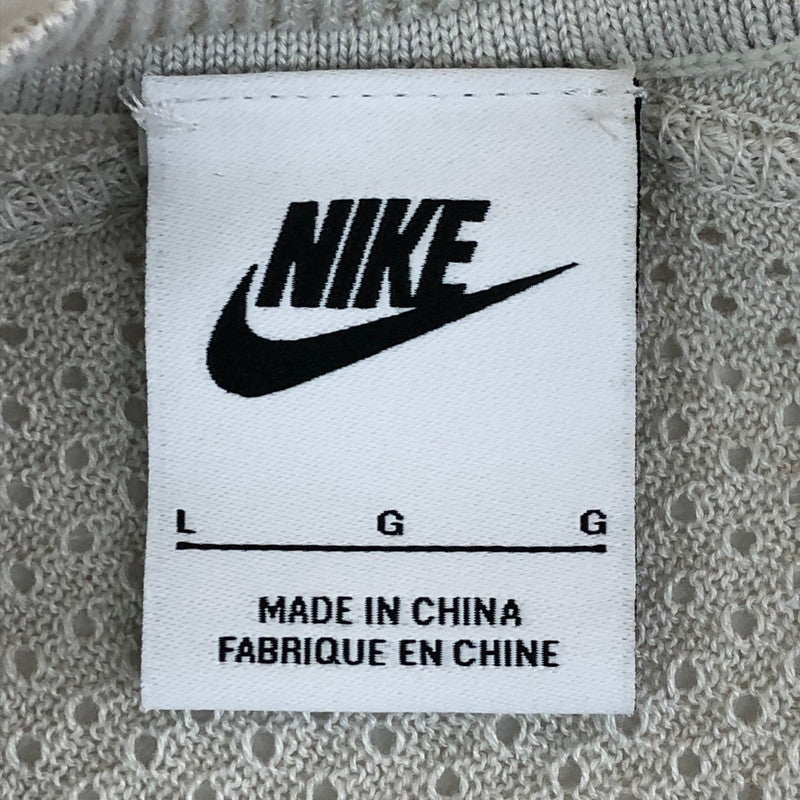 NIKE
L G G
MADE IN CHINA
FABRIQUE EN CHINE